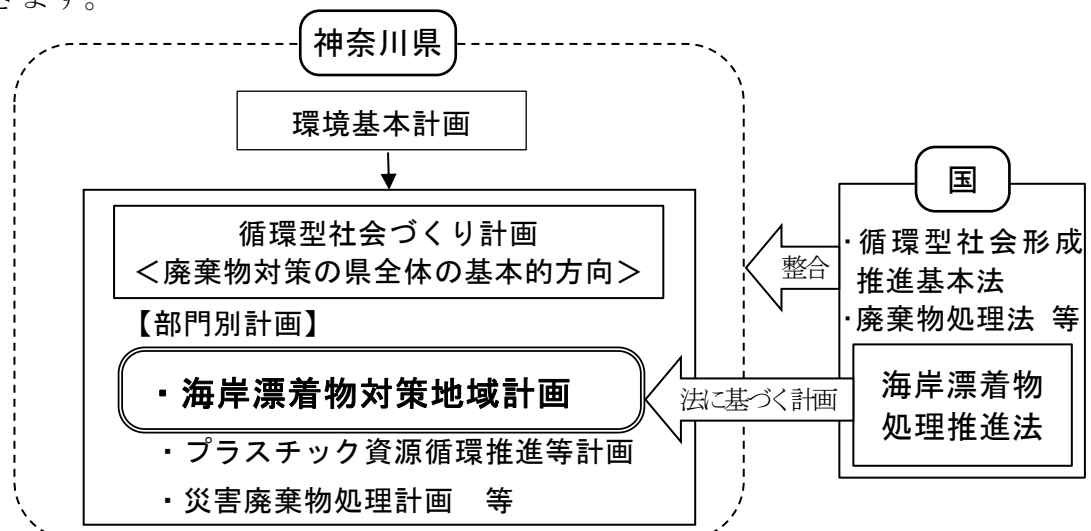 きます。
神奈川県
環境基本計画
循環型社会づくり計画
＜廃棄物対策の県全体の基本的方向＞
【部門別計画】
・海岸漂着物対策地域計画
・プラスチック資源循環推進等計画
・災害廃棄物処理計画　等
整合
法に基づく計画
国
・循環型社会形成
推進基本法
・廃棄物処理法 等
海岸漂着物
処理推進法